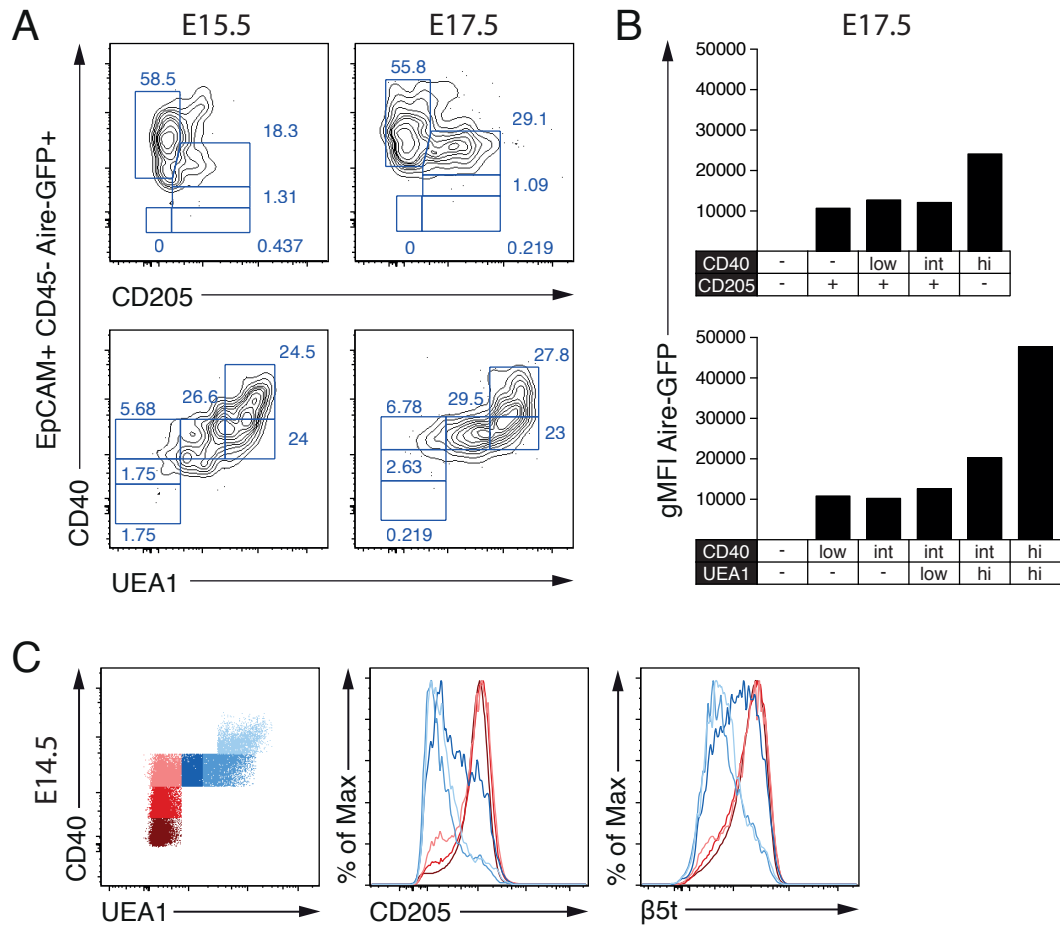 A
E15.5
E17.5
EpCAM+ CD45- Aire-GFP+
58.5
18.3
1.31
0
0.437
55.8
29.1
1.09
0
0.219
CD205
24.5
26.6
5.68
24
1.75
1.75
27.8
29.5
6.78
23
2.63
0.219
CD40
UEA1
B
E17.5
gMFI Aire-GFP
50000
40000
30000
20000
10000
CD40 - - low int hi
CD205 - + + + -
50000
40000
30000
20000
10000
CD40 - low int int int hi
UEA1 - - - low hi hi
C
E14.5
CD40
UEA1
% of Max
CD205
% of Max
β5t